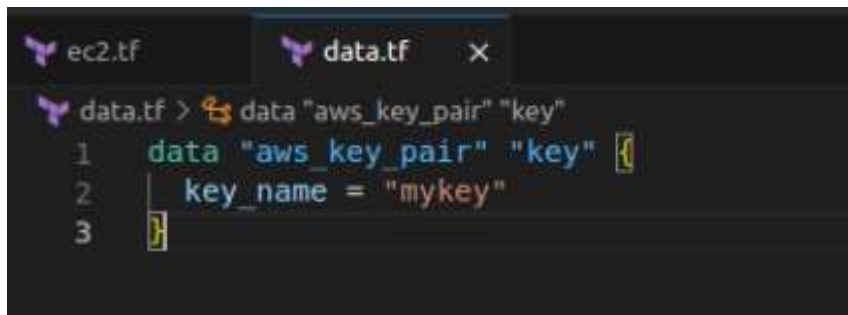 ec2.tf data.tf ×
data.tf > data "aws_key_pair" "key"
1 data "aws_key_pair" "key" {
2 key_name = "mykey"
3 }